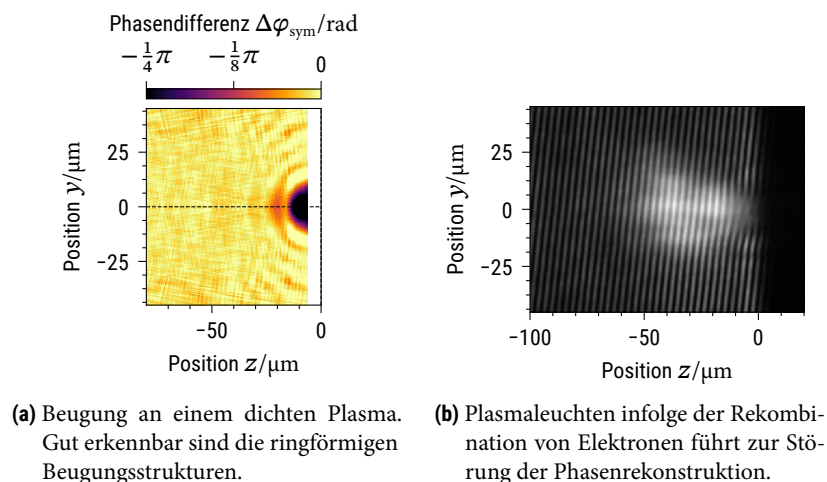 Phasendifferenz Δφsym/rad
−1/4π −1/8π 0
25
0
−25
Position y/µm
−50 0
Position z/µm
25
0
−25
Position y/µm
−100 −50 0
Position z/µm
(a) Beugung an einem dichten Plasma.
Gut erkennbar sind die ringförmigen
Beugungsstrukturen.
(b) Plasmaleuchten infolge der Rekombi-
nation von Elektronen führt zur Stö-
rung der Phasenrekonstruktion.